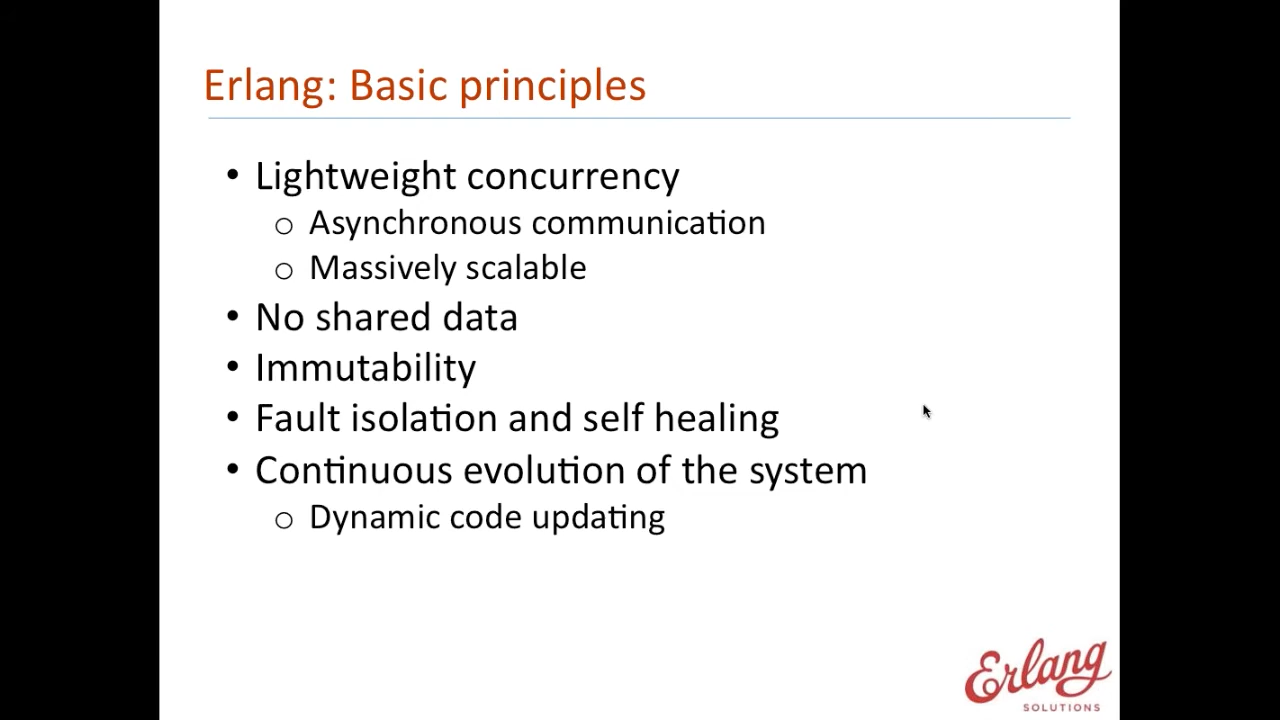 Erlang: Basic principles
• Lightweight concurrency
o Asynchronous communication
o Massively scalable
• No shared data
• Immutability
• Fault isolation and self healing
• Continuous evolution of the system
o Dynamic code updating
Erlang
SOLUTIONS